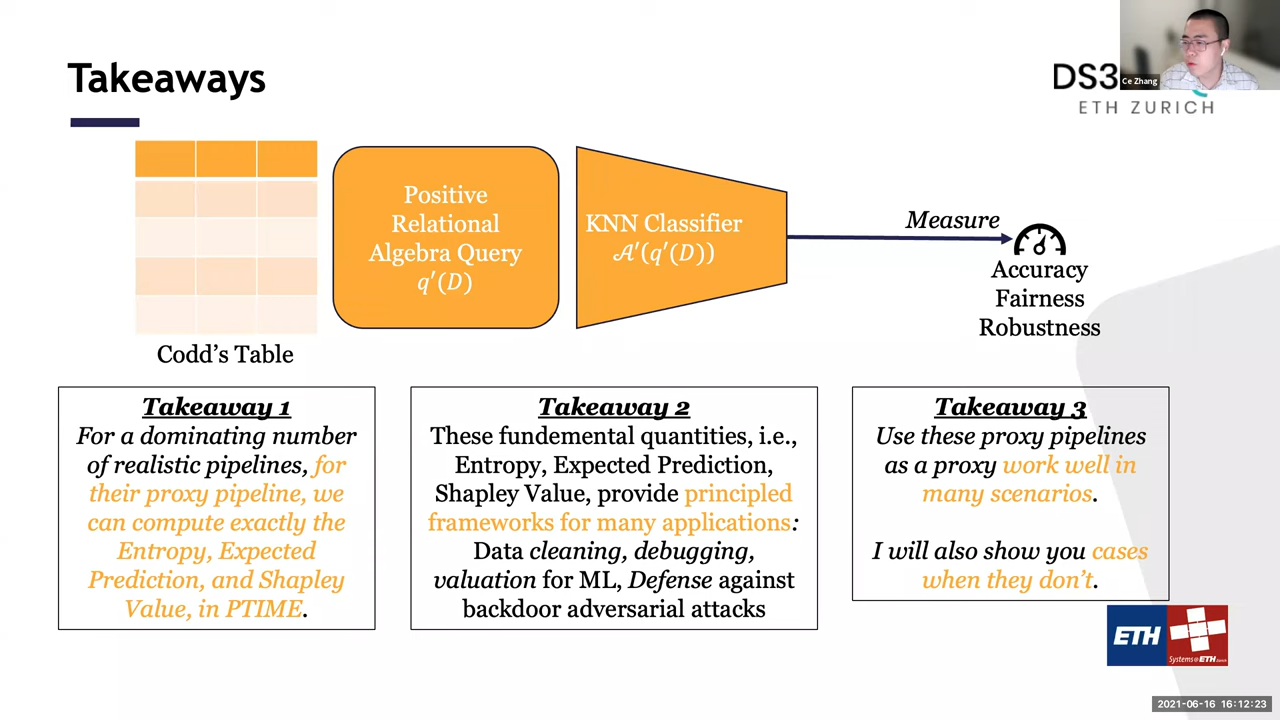 Takeaways
DS3
ETH ZURICH
Ce Zhang
Positive
Relational
Algebra Query
q′(D)
KNN Classifier
𝒜′(q′(D))
Measure
Accuracy
Fairness
Robustness
Codd's Table
Takeaway 1
For a dominating number
of realistic pipelines, for
their proxy pipeline, we
can compute exactly the
Entropy, Expected
Prediction, and Shapley
Value, in PTIME.
Takeaway 2
These fundemental quantities, i.e.,
Entropy, Expected Prediction,
Shapley Value, provide principled
frameworks for many applications:
Data cleaning, debugging,
valuation for ML, Defense against
backdoor adversarial attacks
Takeaway 3
Use these proxy pipelines
as a proxy work well in
many scenarios.
I will also show you cases
when they don't.
ETH
Systems@ETH Zürich
2021-06-16 16:12:23